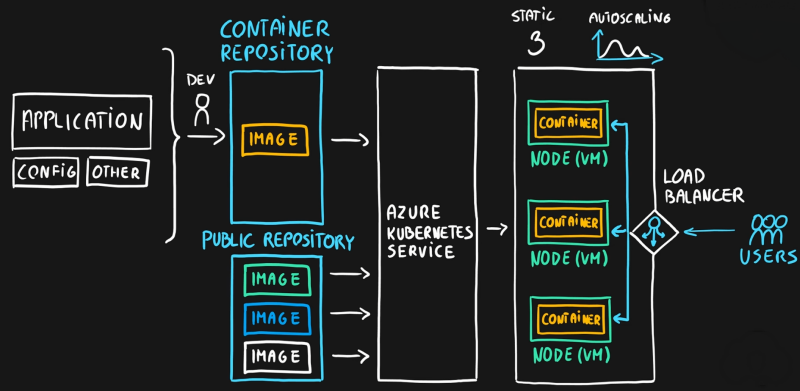 APPLICATION
CONFIG
OTHER
DEV
CONTAINER
REPOSITORY
IMAGE
PUBLIC REPOSITORY
IMAGE
IMAGE
IMAGE
AZURE
KUBERNETES
SERVICE
STATIC
3
AUTOSCALING
CONTAINER
NODE (VM)
CONTAINER
NODE (VM)
CONTAINER
NODE (VM)
LOAD
BALANCER
USERS